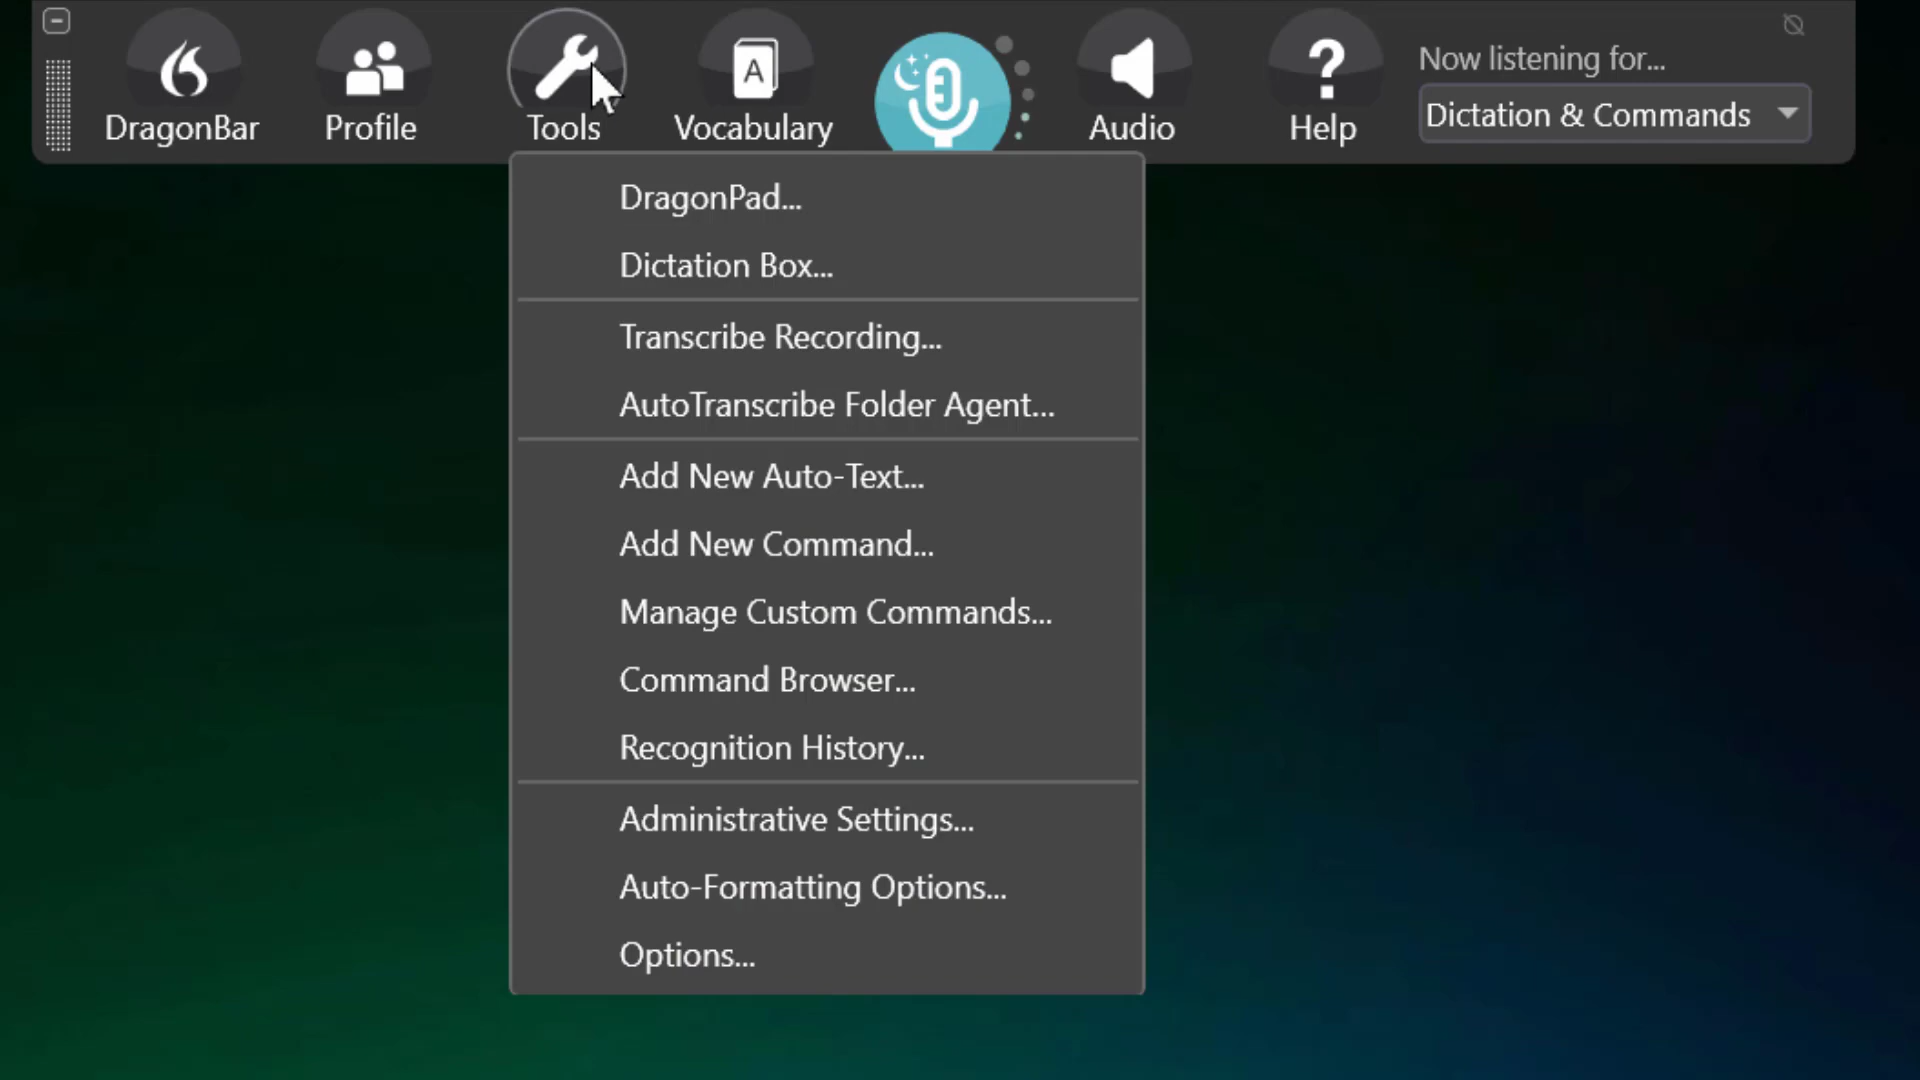 DragonBar
Profile
Tools
Vocabulary
Audio
Help
Now listening for...
Dictation & Commands
DragonPad...
Dictation Box...
Transcribe Recording...
AutoTranscribe Folder Agent...
Add New Auto-Text...
Add New Command...
Manage Custom Commands...
Command Browser...
Recognition History...
Administrative Settings...
Auto-Formatting Options...
Options...